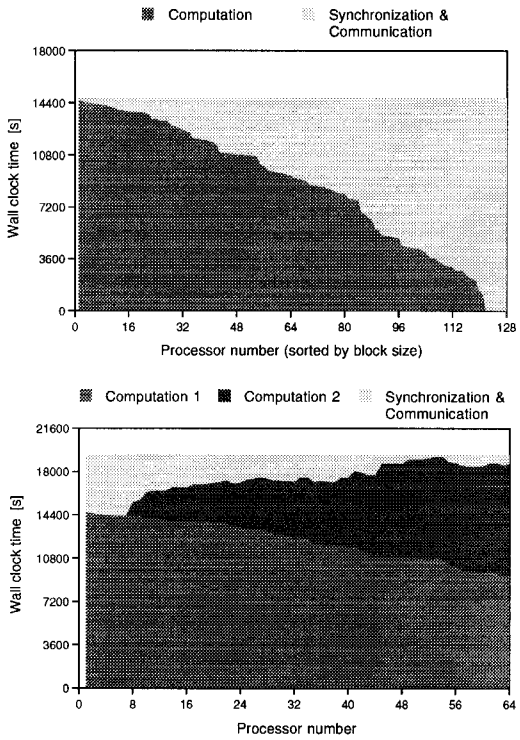 Computation
Synchronization &
Communication
18000
14400
10800
7200
3600
0
Wall clock time [s]
0 16 32 48 64 80 96 112 128
Processor number (sorted by block size)
Computation 1
Computation 2
Synchronization &
Communication
21600
18000
14400
10800
7200
3600
0
Wall clock time [s]
0 8 16 24 32 40 48 56 64
Processor number